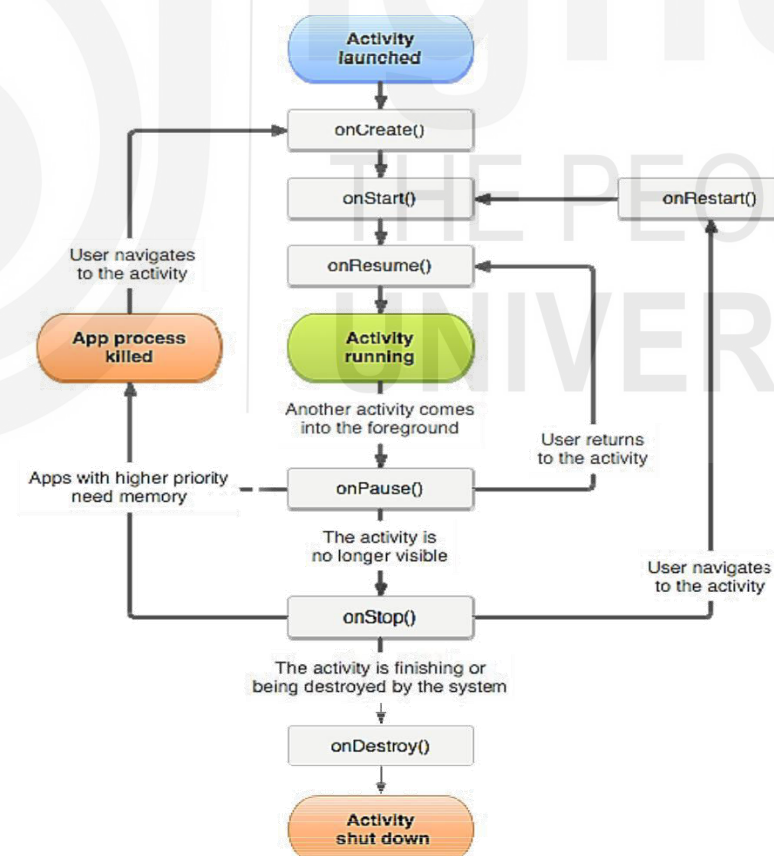 Activity
launched
onCreate()
onStart()
onRestart()
onResume()
User navigates
to the activity
App process
killed
Activity
running
Another activity comes
into the foreground
User returns
to the activity
Apps with higher priority
need memory
onPause()
The activity is
no longer visible
User navigates
to the activity
onStop()
The activity is finishing or
being destroyed by the system
onDestroy()
Activity
shut down
THE PEO
UNIVER